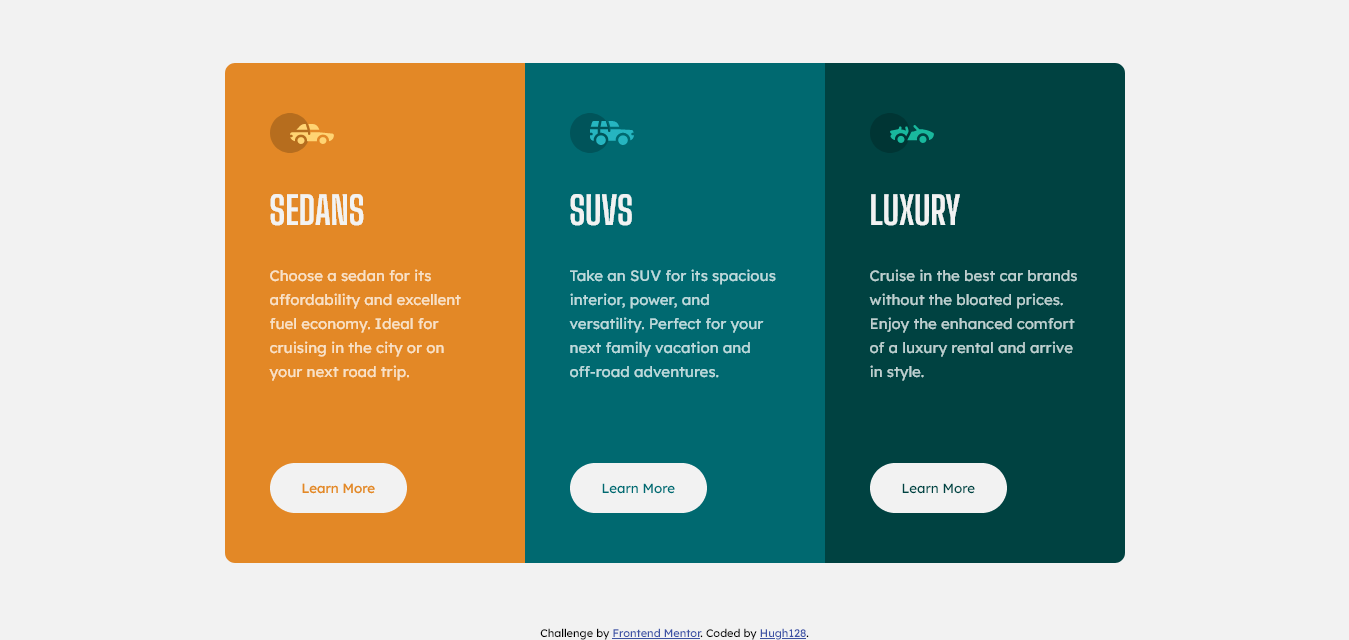 SEDANS
Choose a sedan for its
affordability and excellent
fuel economy. Ideal for
cruising in the city or on
your next road trip.
Learn More
SUVS
Take an SUV for its spacious
interior, power, and
versatility. Perfect for your
next family vacation and
off-road adventures.
Learn More
LUXURY
Cruise in the best car brands
without the bloated prices.
Enjoy the enhanced comfort
of a luxury rental and arrive
in style.
Learn More
Challenge by Frontend Mentor. Coded by Hugh128.